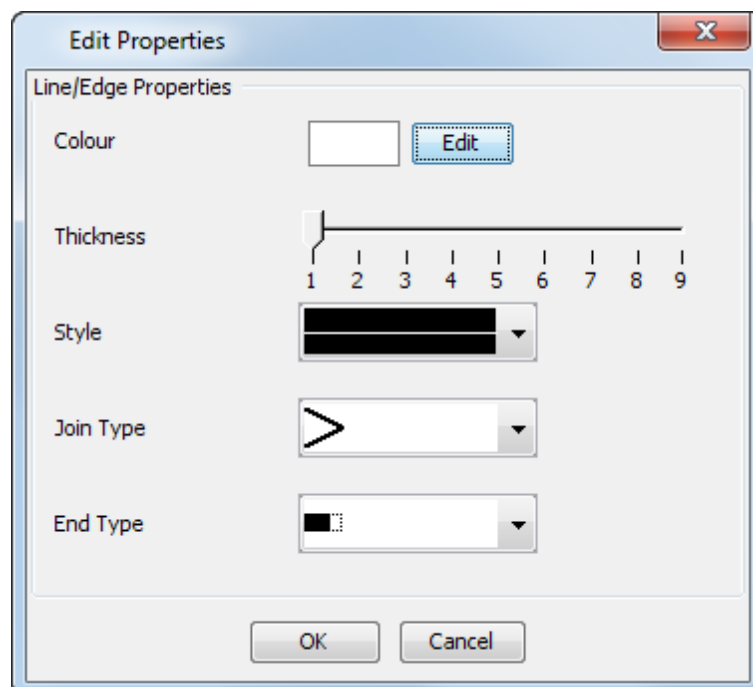 Edit Properties
Line/Edge Properties
Colour Edit
Thickness
1 2 3 4 5 6 7 8 9
Style
Join Type
End Type
OK Cancel